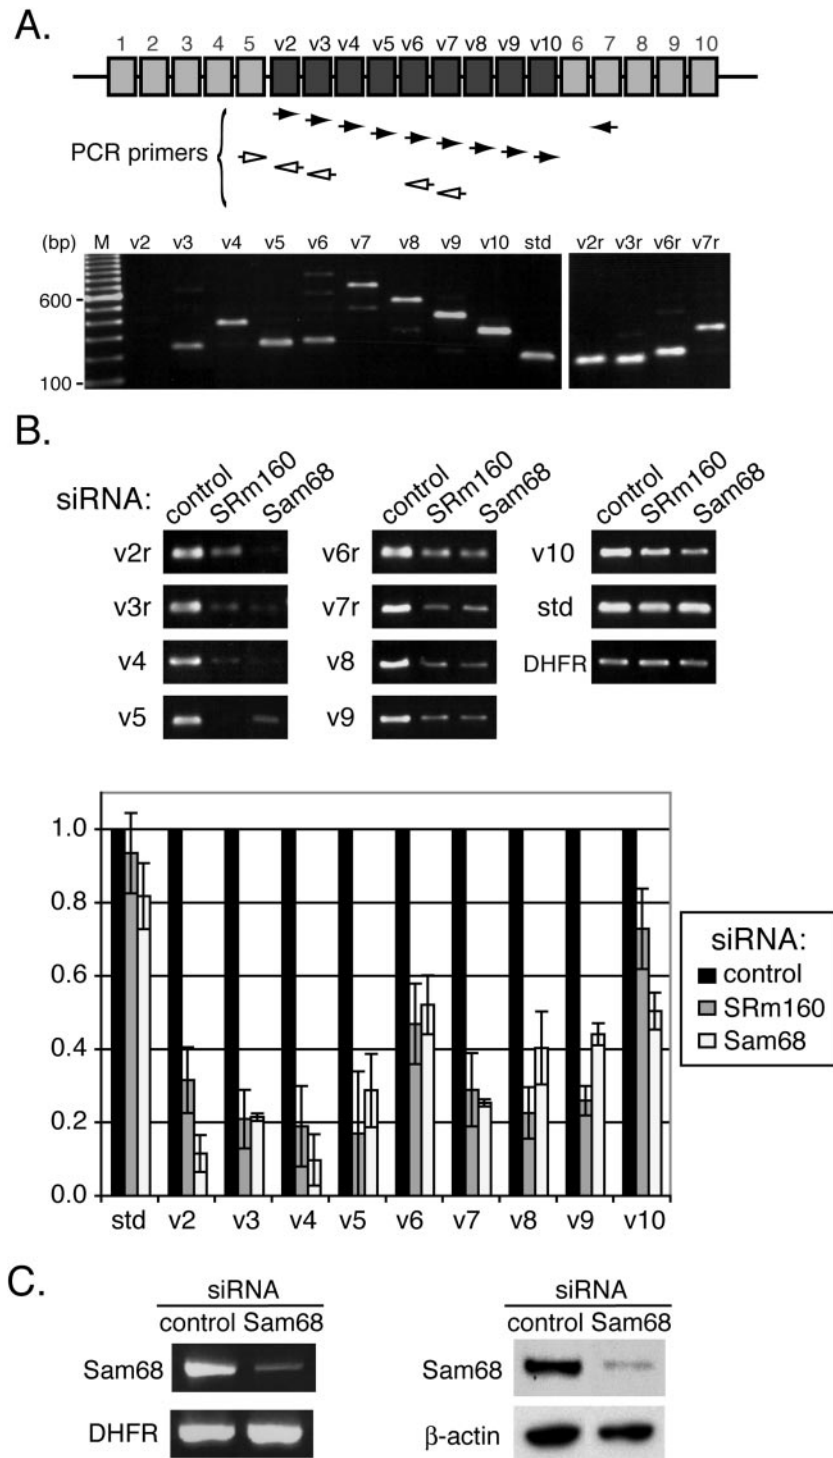 A.
1 2 3 4 5 v2 v3 v4 v5 v6 v7 v8 v9 v10 6 7 8 9 10
PCR primers
(bp) M v2 v3 v4 v5 v6 v7 v8 v9 v10 std v2r v3r v6r v7r
600
100
B.
siRNA: control SRm160 Sam68 control SRm160 Sam68 control SRm160 Sam68
v2r v6r v10
v3r v7r std
v4 v8 DHFR
v5 v9
1.0
0.8
0.6
0.4
0.2
0.0
std v2 v3 v4 v5 v6 v7 v8 v9 v10
siRNA:
control
SRm160
Sam68
C.
siRNA siRNA
control Sam68 control Sam68
Sam68 Sam68
DHFR β-actin